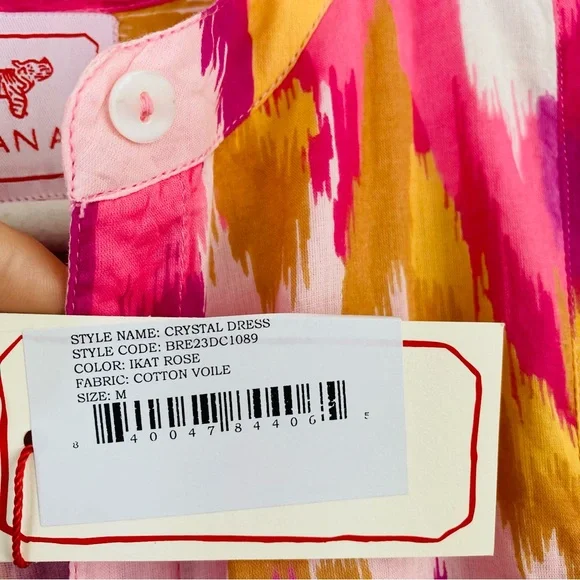 ANA
STYLE NAME: CRYSTAL DRESS
STYLE CODE: BRE23DC1089
COLOR: IKAT ROSE
FABRIC: COTTON VOILE
SIZE: M
8 40047 84406 5